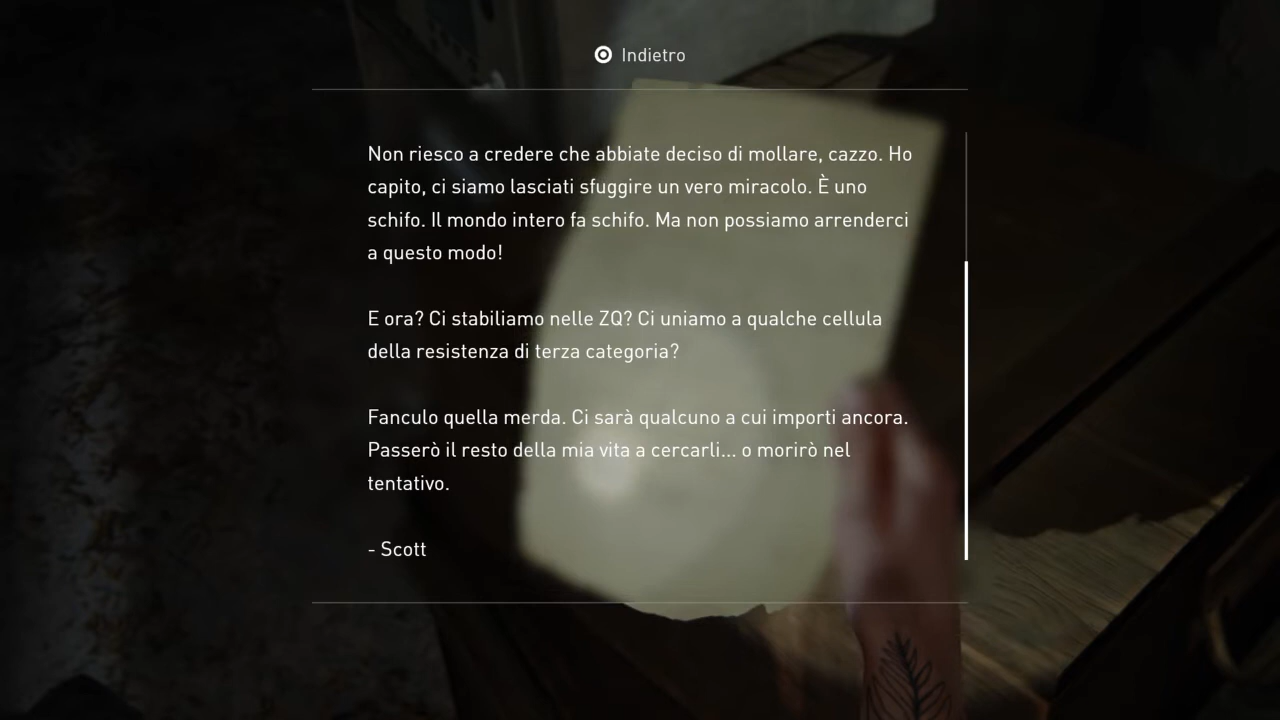 Indietro
Non riesco a credere che abbiate deciso di mollare, cazzo. Ho
capito, ci siamo lasciati sfuggire un vero miracolo. È uno
schifo. Il mondo intero fa schifo. Ma non possiamo arrenderci
a questo modo!
E ora? Ci stabiliamo nelle ZQ? Ci uniamo a qualche cellula
della resistenza di terza categoria?
Fanculo quella merda. Ci sarà qualcuno a cui importi ancora.
Passerò il resto della mia vita a cercarli... o morirò nel
tentativo.
- Scott